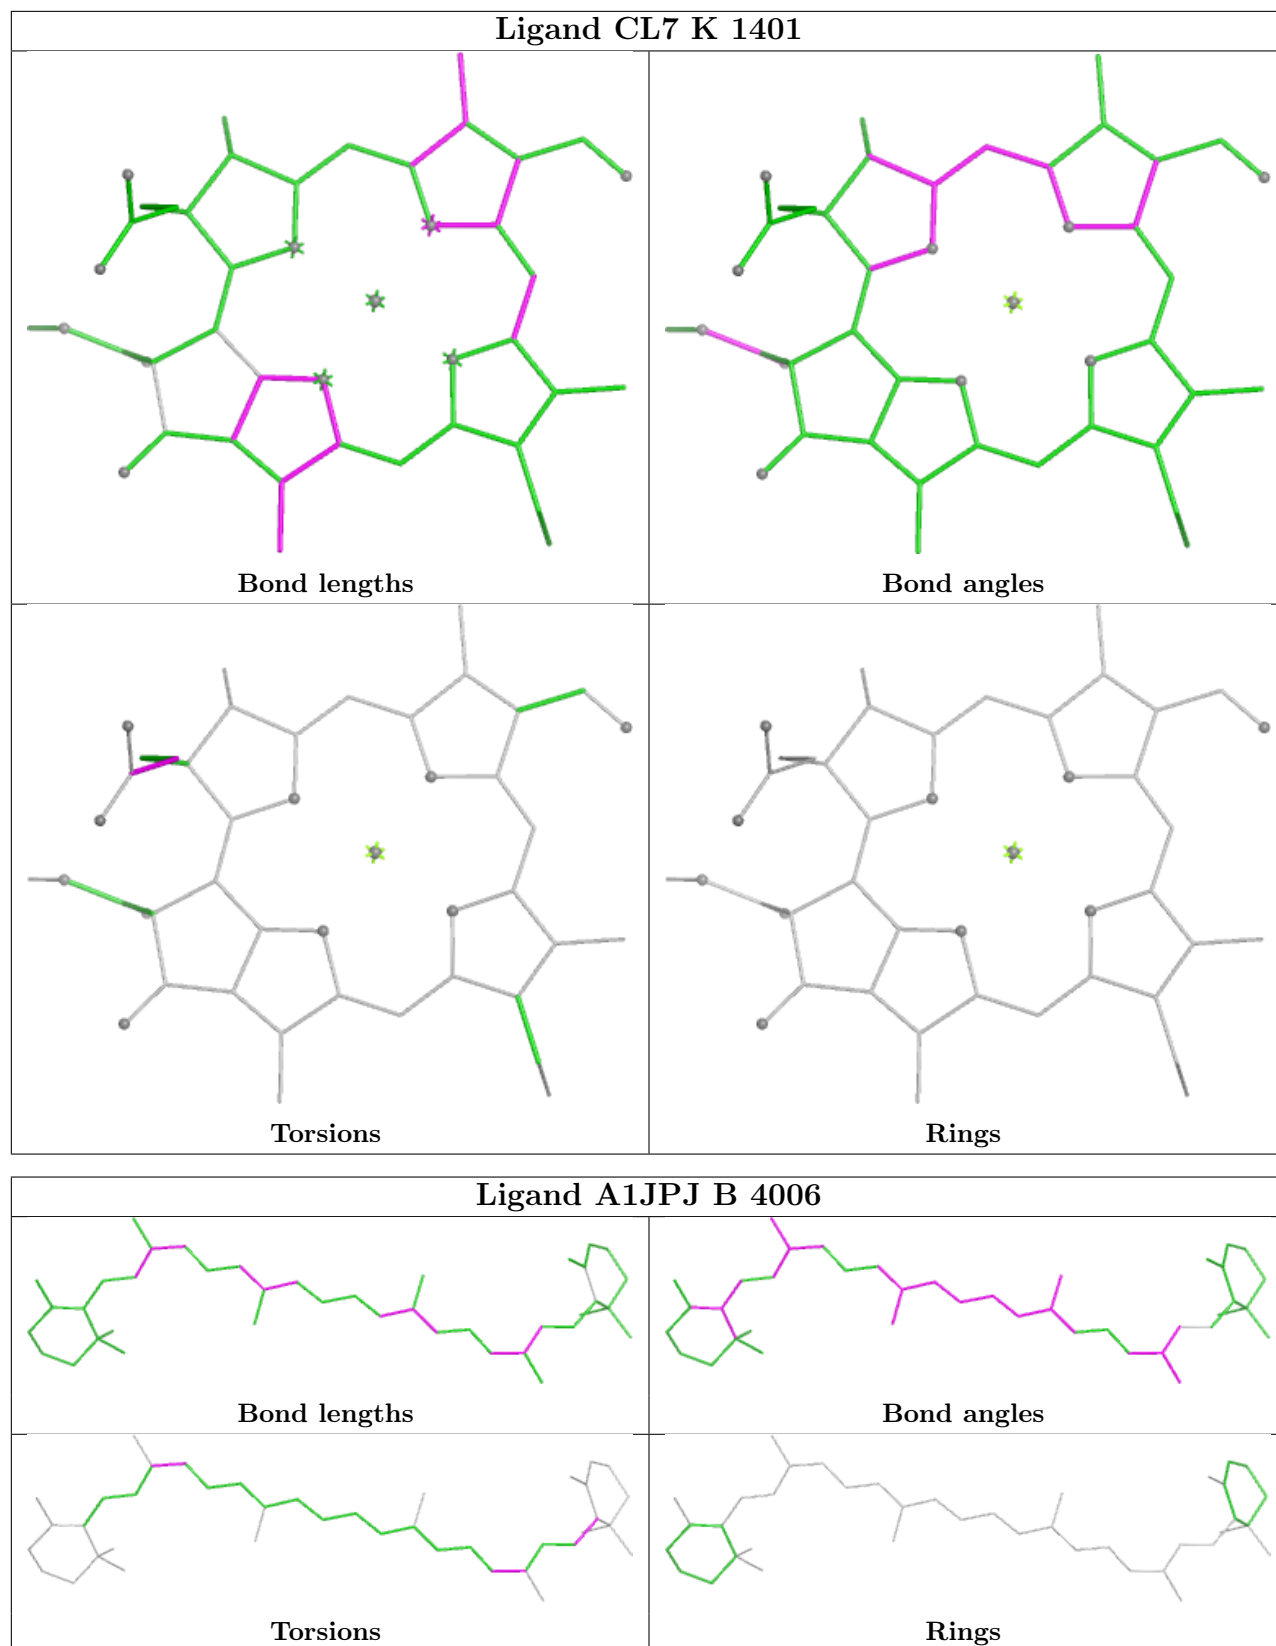 Ligand CL7 K 1401
Bond lengths
Bond angles
Torsions
Rings
Ligand A1JPJ B 4006
Bond lengths
Bond angles
Torsions
Rings